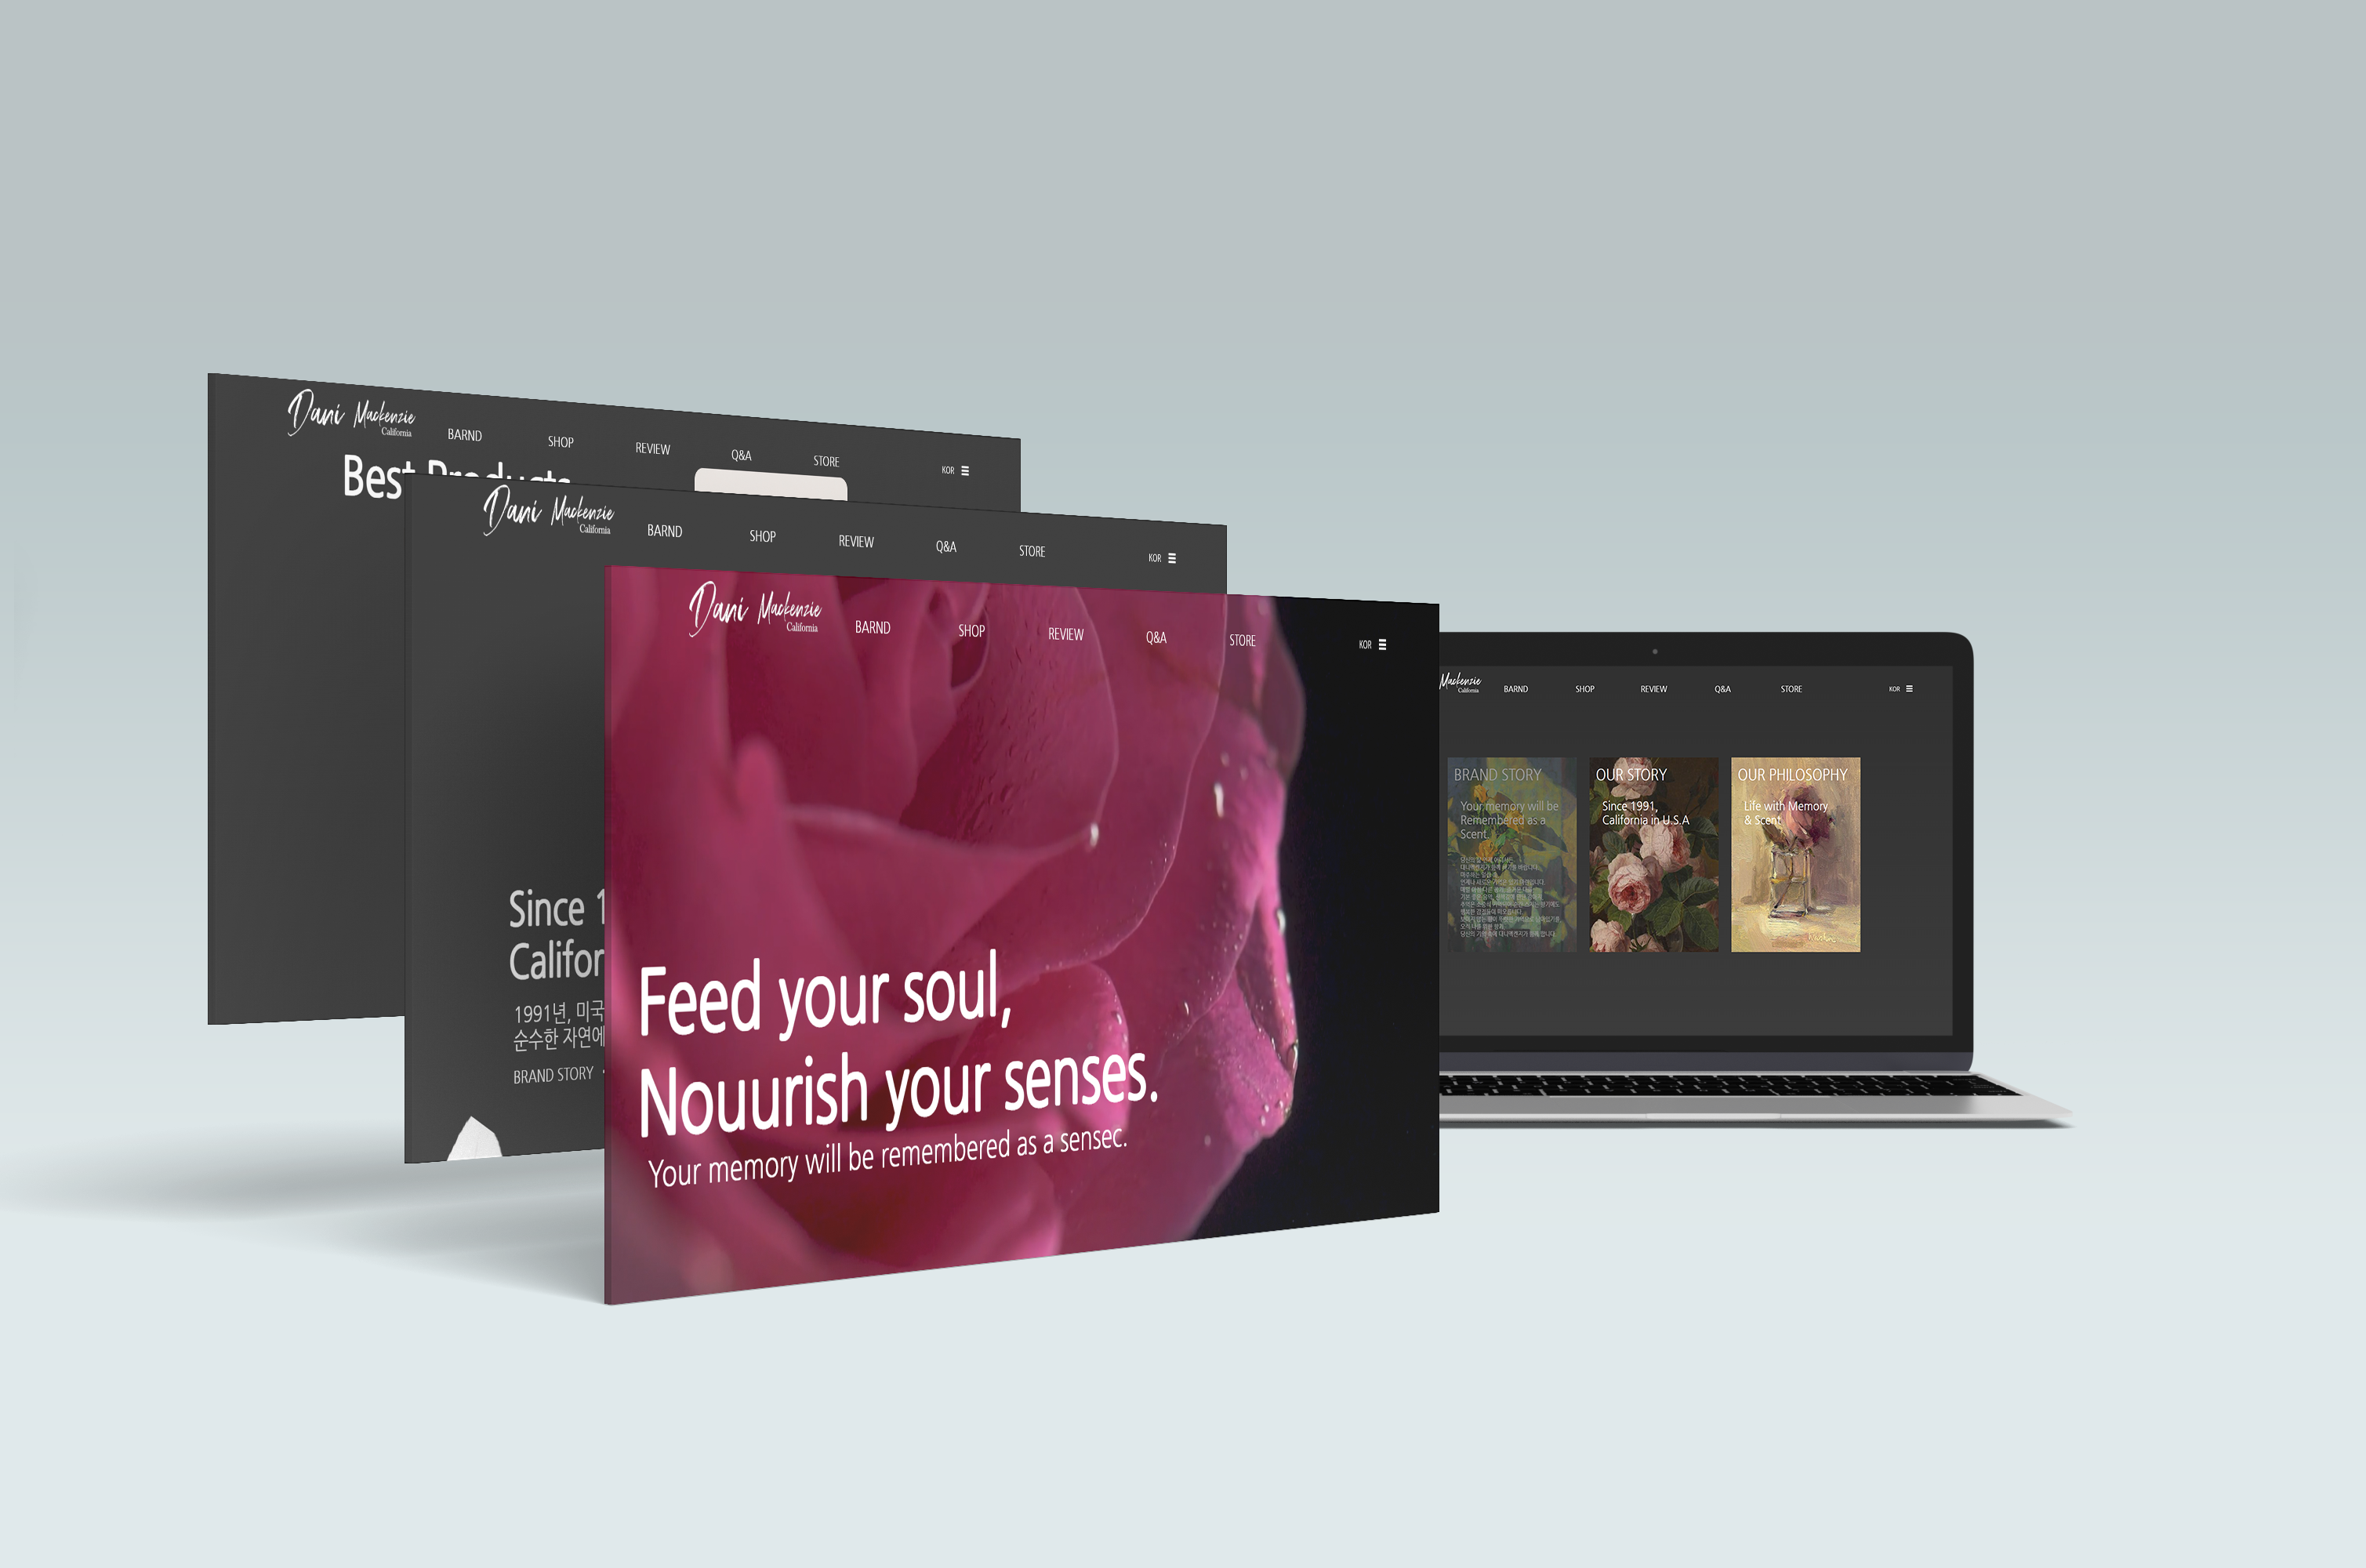 Dani Mackenzie
California
BARND SHOP REVIEW Q&A STORE KOR
Best Products
Dani Mackenzie
California
BARND SHOP REVIEW Q&A STORE KOR
Since 1
Califor
1991년, 미국
순수한 자연에
BRAND STORY
Dani Mackenzie
California
BARND SHOP REVIEW Q&A STORE KOR
Feed your soul,
Nouurish your senses.
Your memory will be remembered as a sensec.
Mackenzie
California
BARND SHOP REVIEW Q&A STORE KOR
BRAND STORY
Your memory will be
Remembered as a
Scent.
OUR STORY
Since 1991,
California in U.S.A
OUR PHILOSOPHY
Life with Memory
& Scent